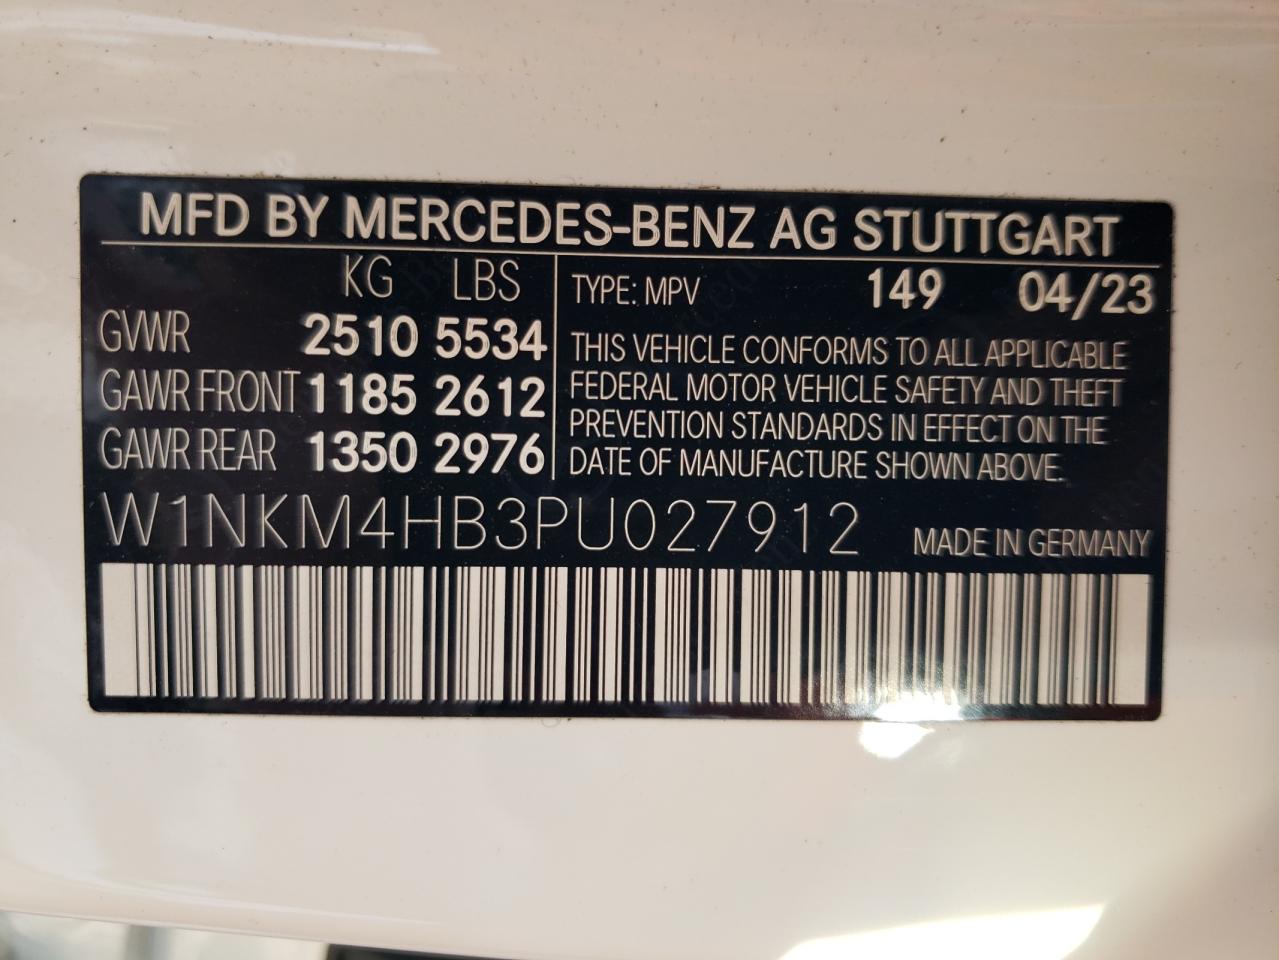 MFD BY MERCEDES-BENZ AG STUTTGART
KG LBS
GVWR 2510 5534
GAWR FRONT 1185 2612
GAWR REAR 1350 2976
TYPE: MPV 149 04/23
THIS VEHICLE CONFORMS TO ALL APPLICABLE
FEDERAL MOTOR VEHICLE SAFETY AND THEFT
PREVENTION STANDARDS IN EFFECT ON THE
DATE OF MANUFACTURE SHOWN ABOVE.
W1NKM4HB3PU027912
MADE IN GERMANY